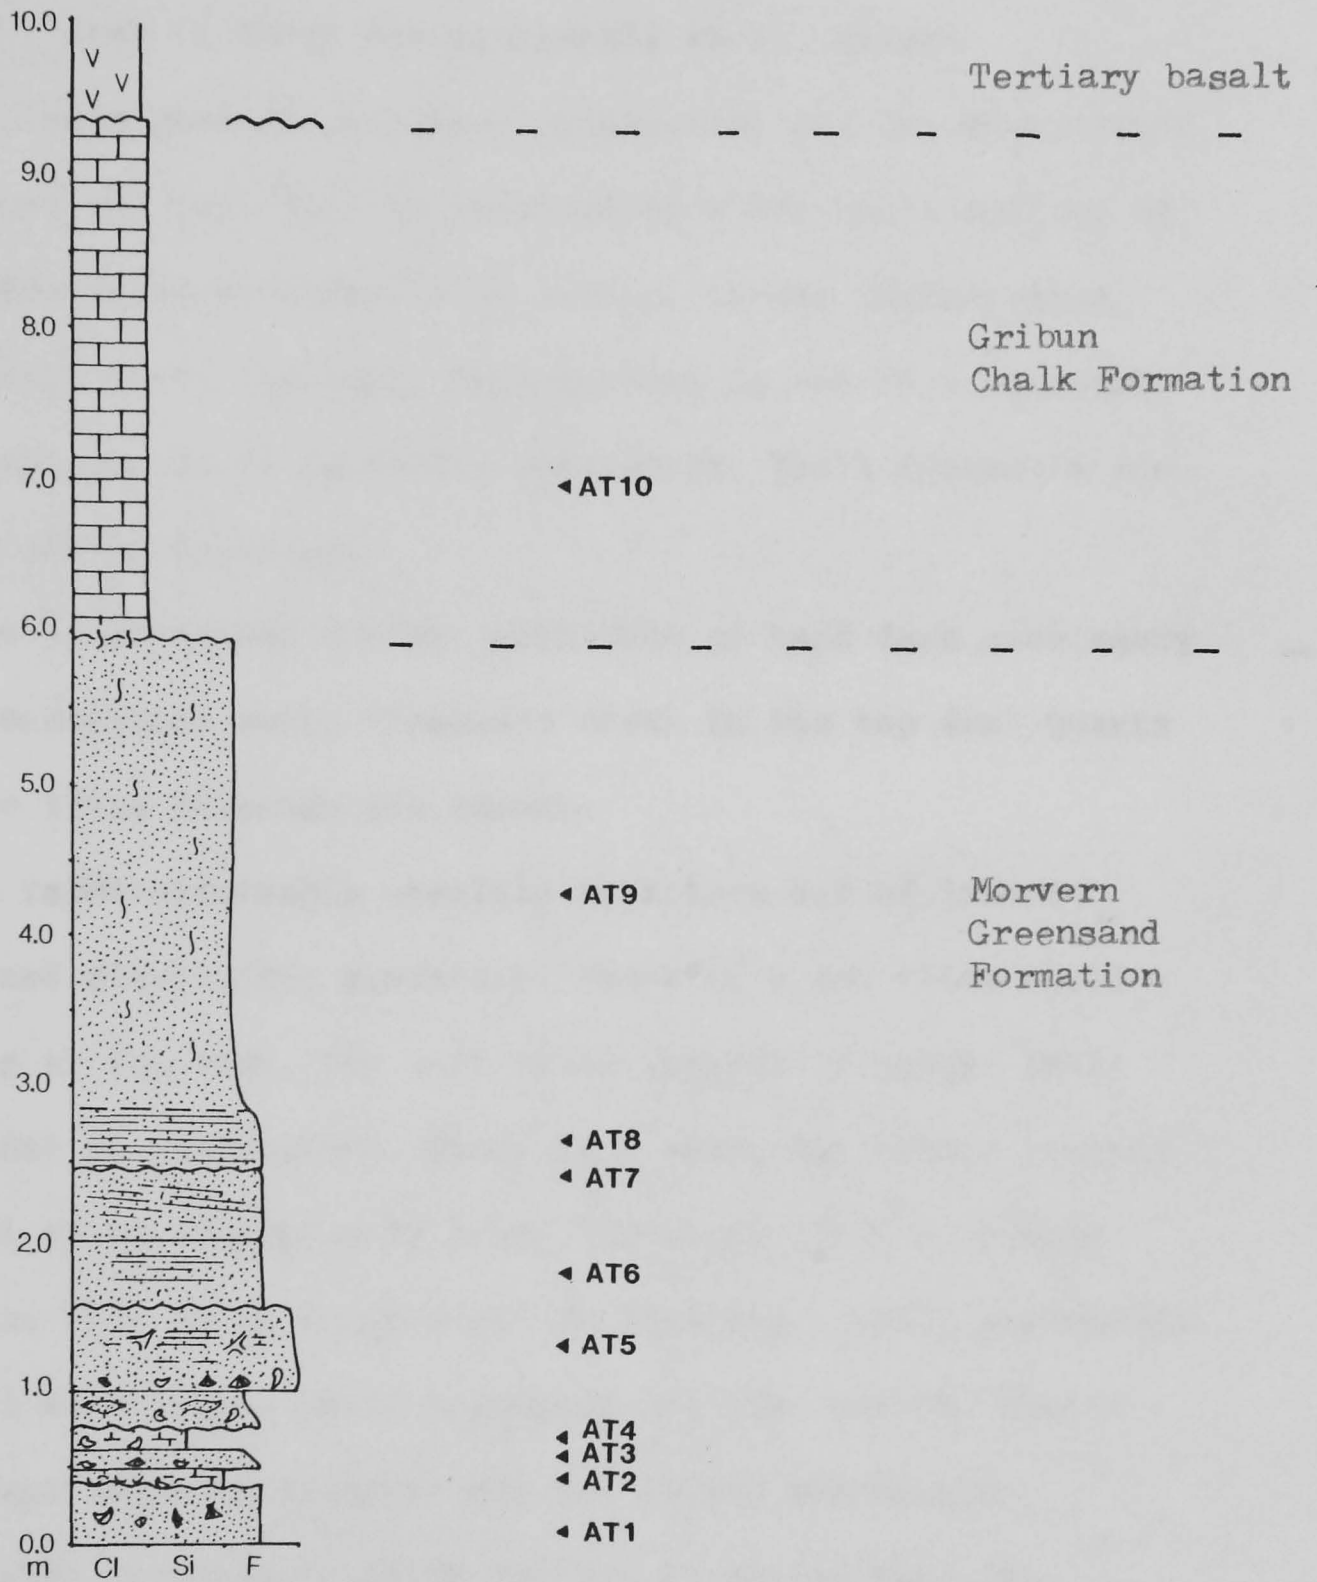 10.0
Tertiary basalt
9.0
8.0
Gribun
Chalk Formation
7.0
AT10
6.0
5.0
AT9
Morvern
Greensand
Formation
4.0
3.0
AT8
AT7
2.0
AT6
AT5
1.0
AT4
AT3
AT2
AT1
0.0
m Cl Si F